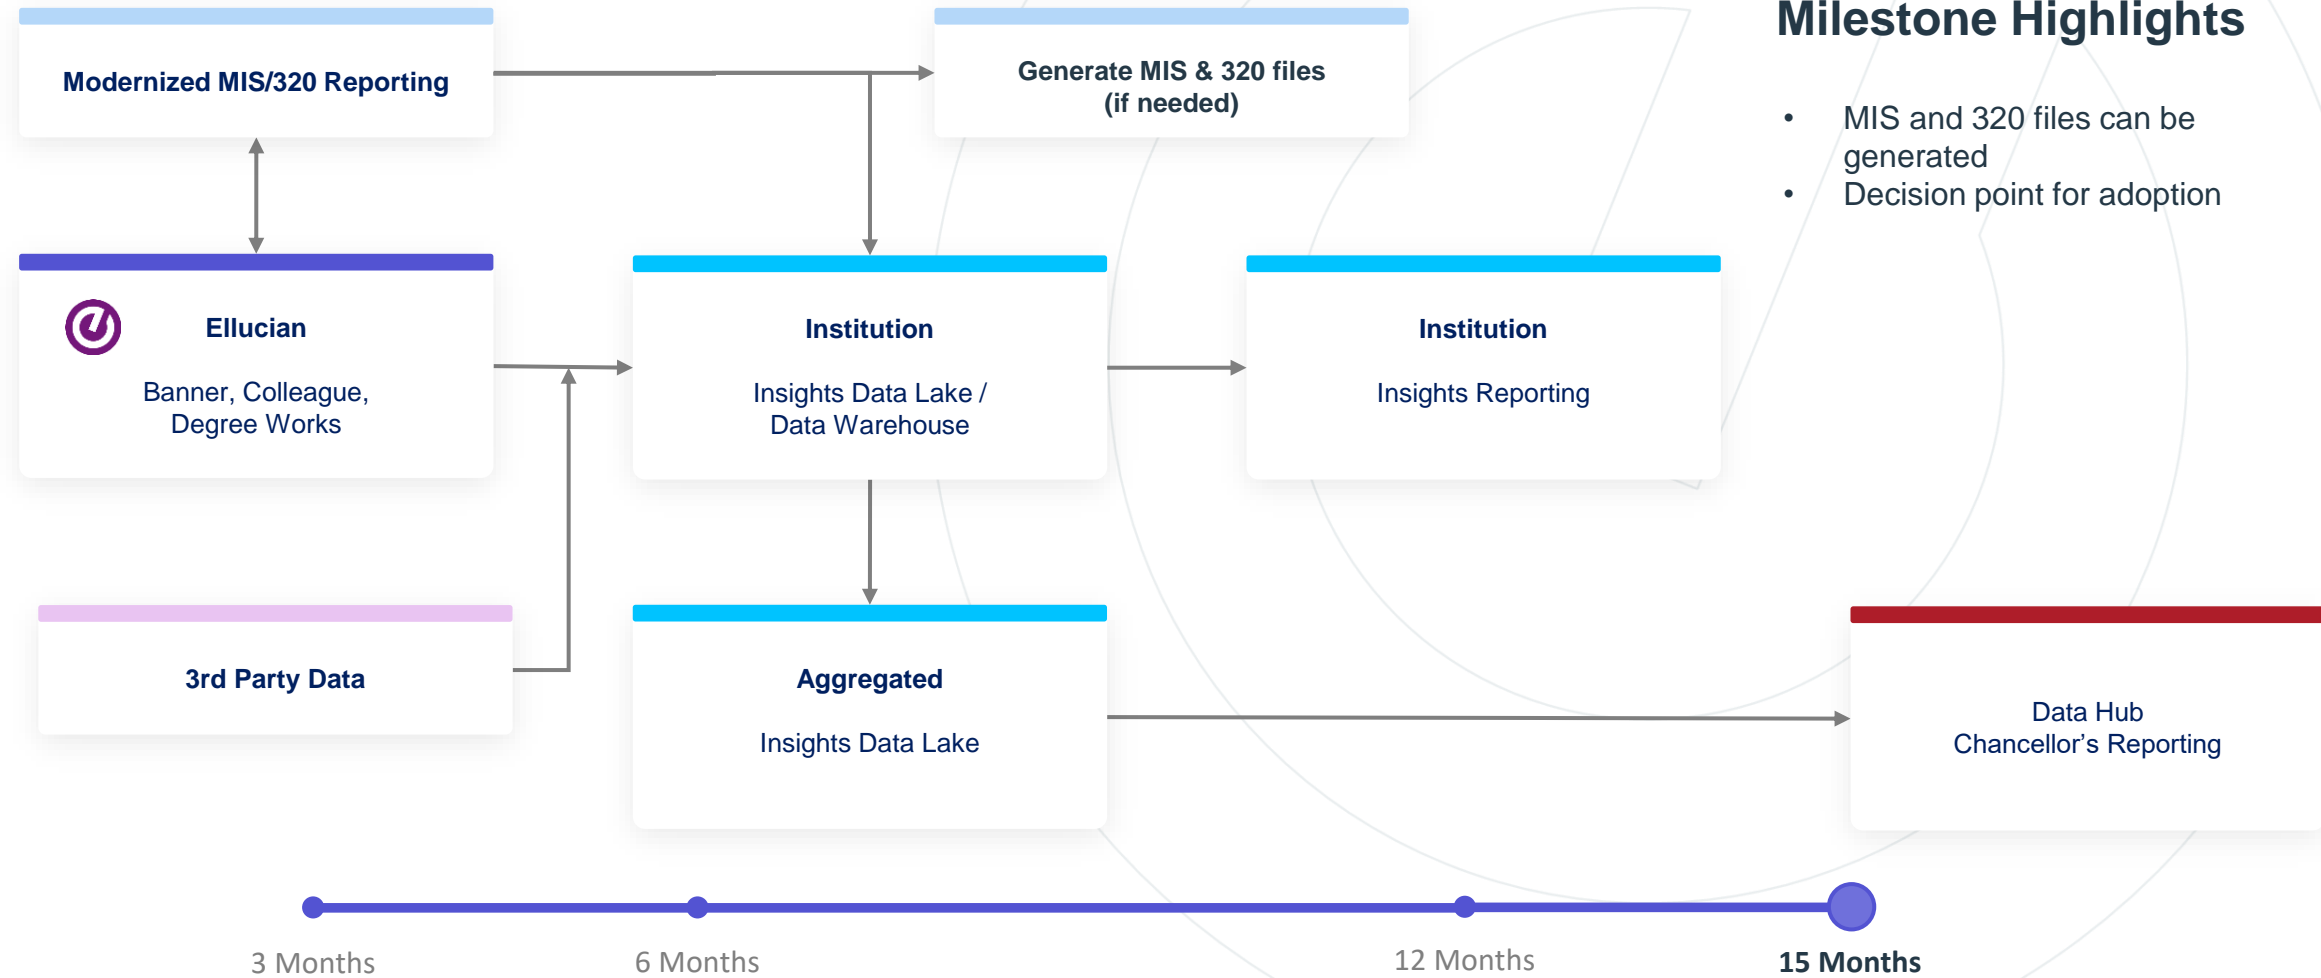 Milestone Highlights
• MIS and 320 files can be
generated
• Decision point for adoption
Modernized MIS/320 Reporting
Generate MIS & 320 files
(if needed)
Ellucian
Banner, Colleague,
Degree Works
Institution
Insights Data Lake /
Data Warehouse
Institution
Insights Reporting
3rd Party Data
Aggregated
Insights Data Lake
Data Hub
Chancellor’s Reporting
3 Months
6 Months
12 Months
15 Months